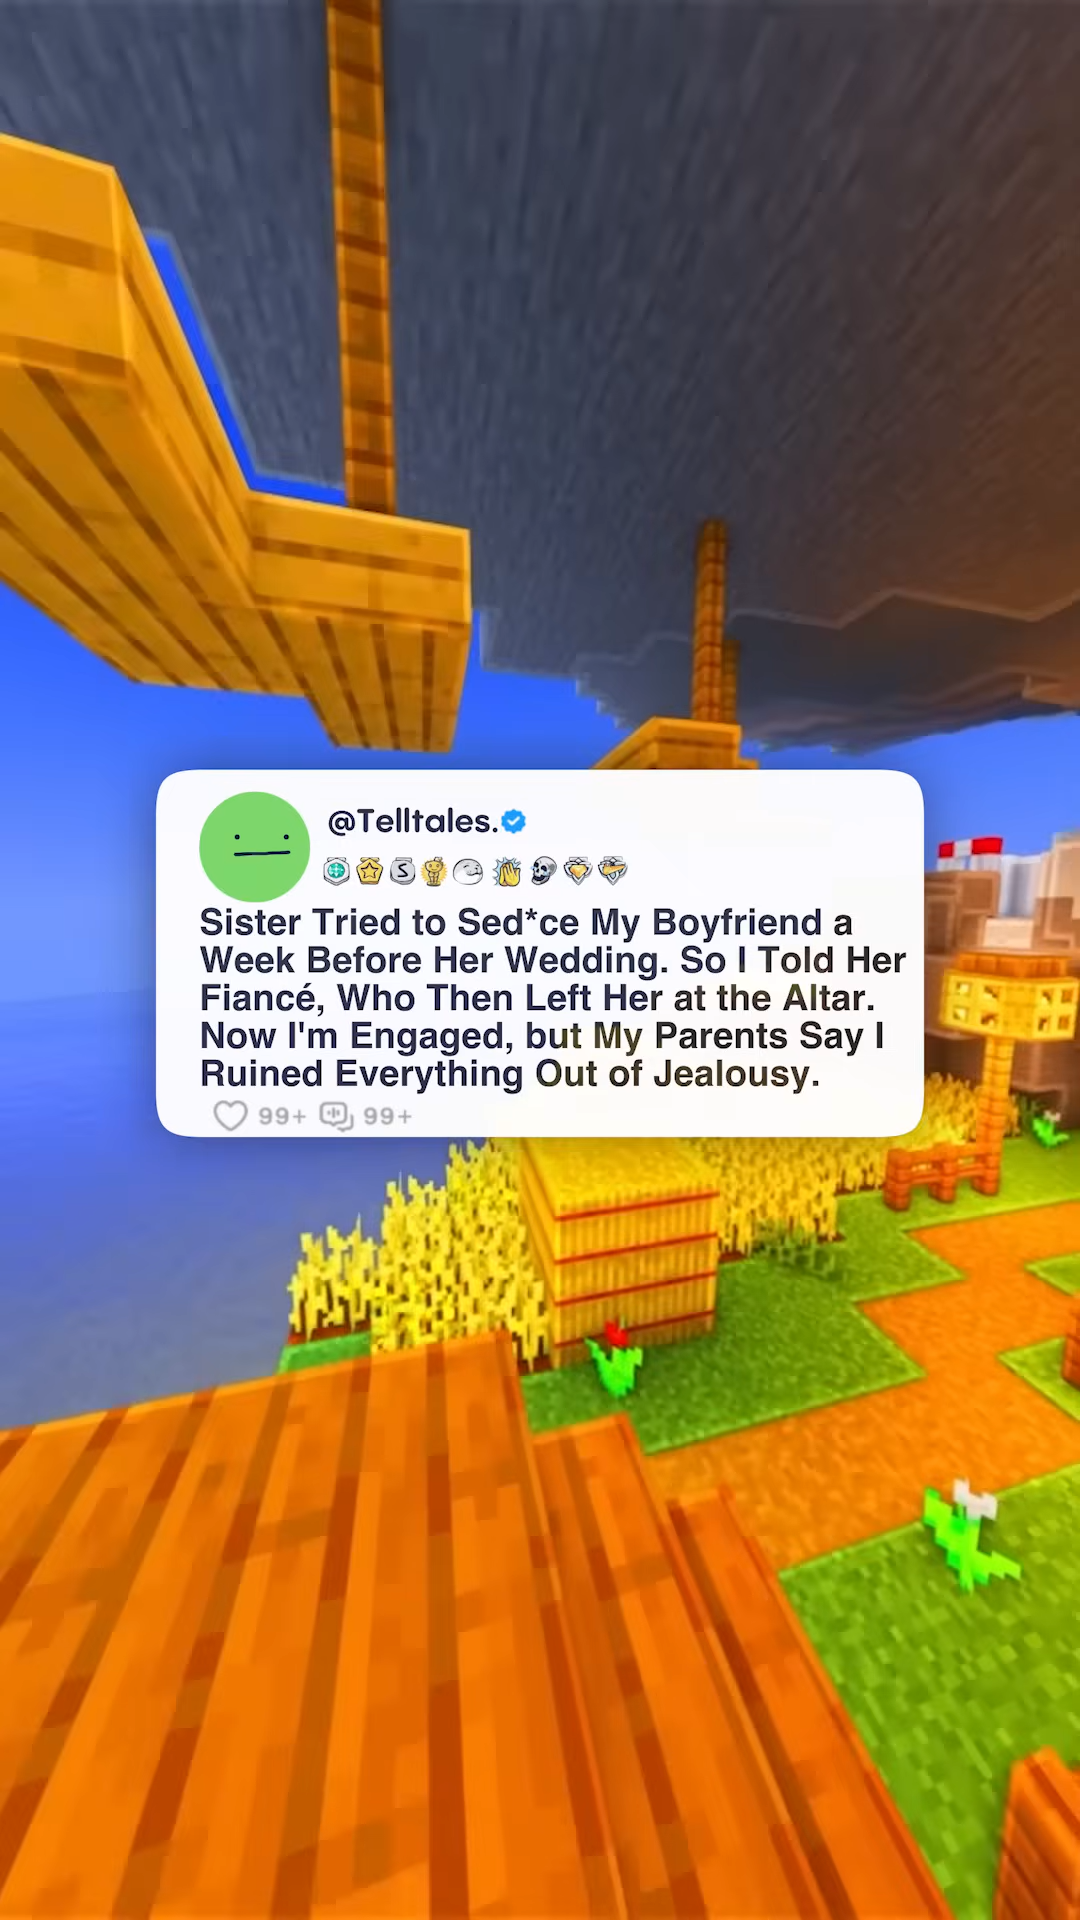 @Telltales.
Sister Tried to Sed*ce My Boyfriend a
Week Before Her Wedding. So I Told Her
Fiancé, Who Then Left Her at the Altar.
Now I'm Engaged, but My Parents Say I
Ruined Everything Out of Jealousy.
99+ 99+